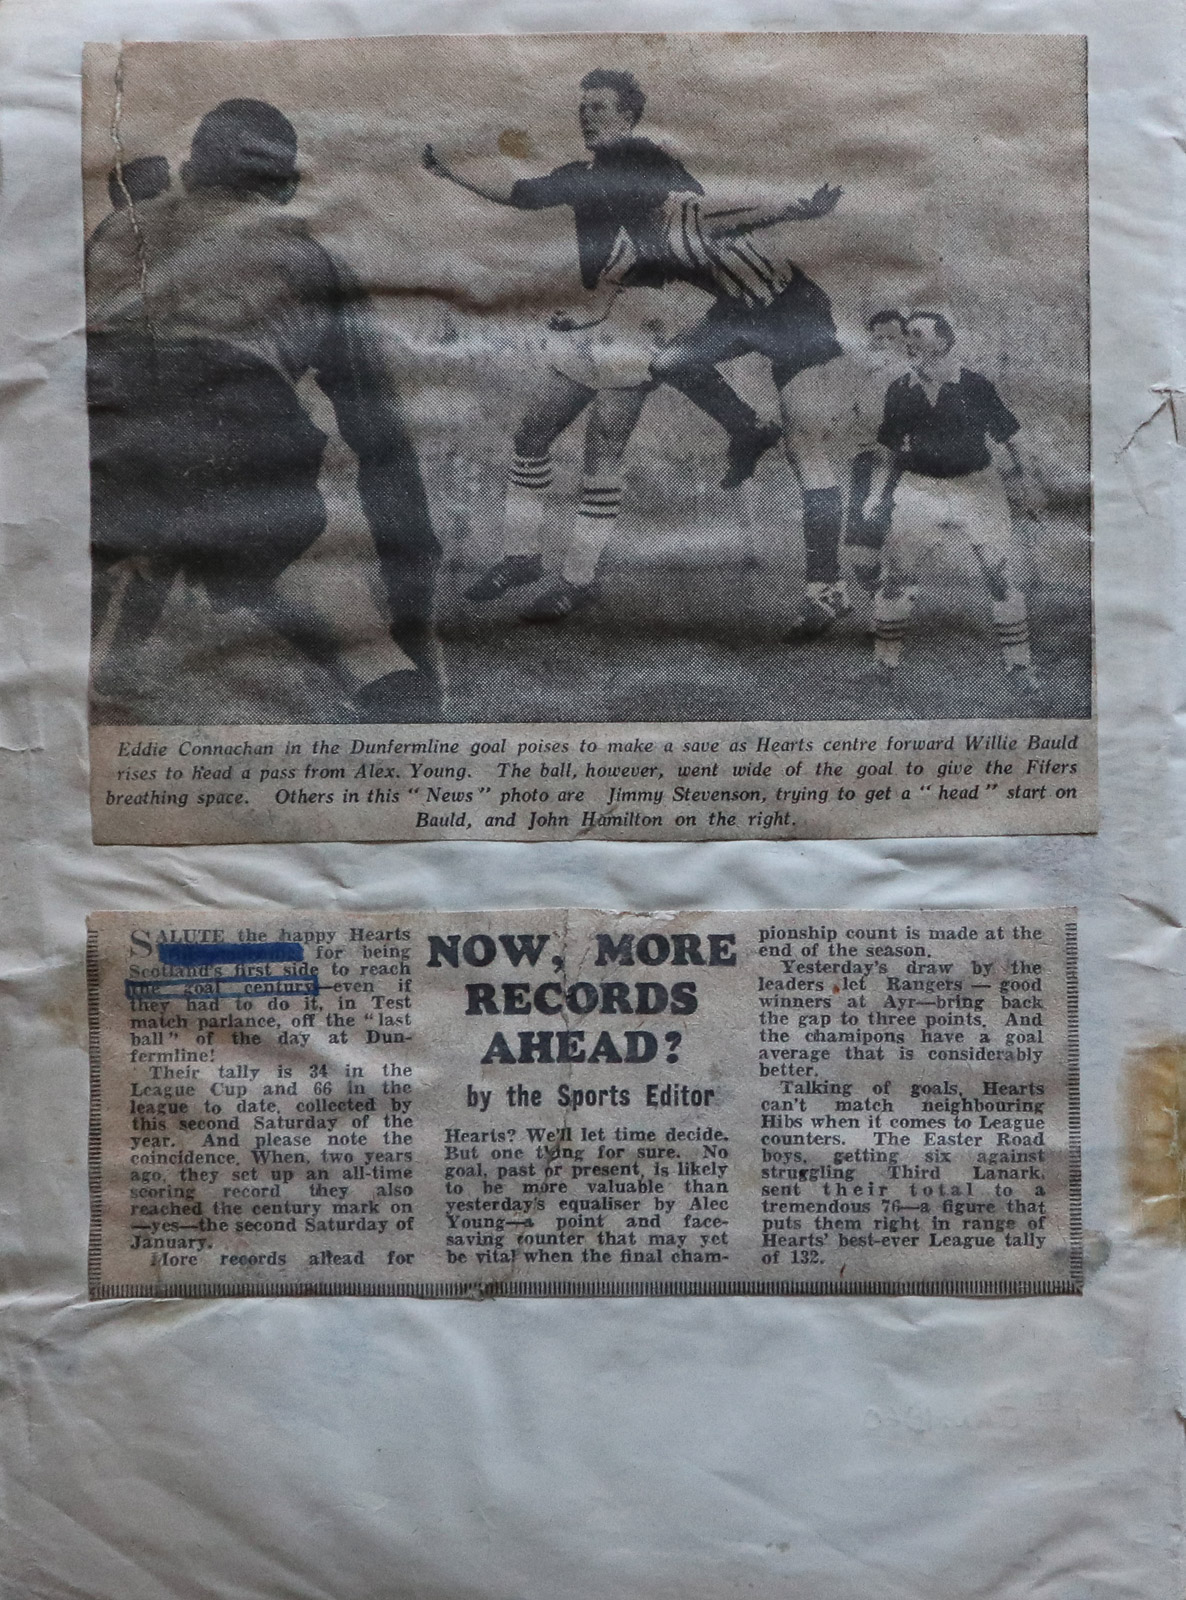 Eddie Connachan in the Dunfermline goal poises to make a save as Hearts centre forward Willie Bauld
rises to head a pass from Alex. Young. The ball, however, went wide of the goal to give the Fifers
breathing space. Others in this “ News ” photo are Jimmy Stevenson, trying to get a “ head ” start on
Bauld, and John Hamilton on the right.
SALUTE the happy Hearts
for being
Scotland's first side to reach
the goal century—even if
they had to do it, in Test
match parlance, off the “last
ball” of the day at Dun-
fermline!
Their tally is 34 in the
League Cup and 66 in the
league to date, collected by
this second Saturday of the
year. And please note the
coincidence. When, two years
ago, they set up an all-time
scoring record they also
reached the century mark on
—yes—the second Saturday of
January.
More records ahead for
NOW, MORE
RECORDS
AHEAD?
by the Sports Editor
Hearts? We'll let time decide.
But one thing for sure. No
goal, past or present, is likely
to be more valuable than
yesterday's equaliser by Alec
Young—a point and face-
saving counter that may yet
be vital when the final cham-
pionship count is made at the
end of the season.
Yesterday's draw by the
leaders let Rangers — good
winners at Ayr—bring back
the gap to three points. And
the chamipons have a goal
average that is considerably
better.
Talking of goals, Hearts
can't match neighbouring
Hibs when it comes to League
counters. The Easter Road
boys, getting six against
struggling Third Lanark,
sent their total to a
tremendous 76—a figure that
puts them right in range of
Hearts' best-ever League tally
of 132.